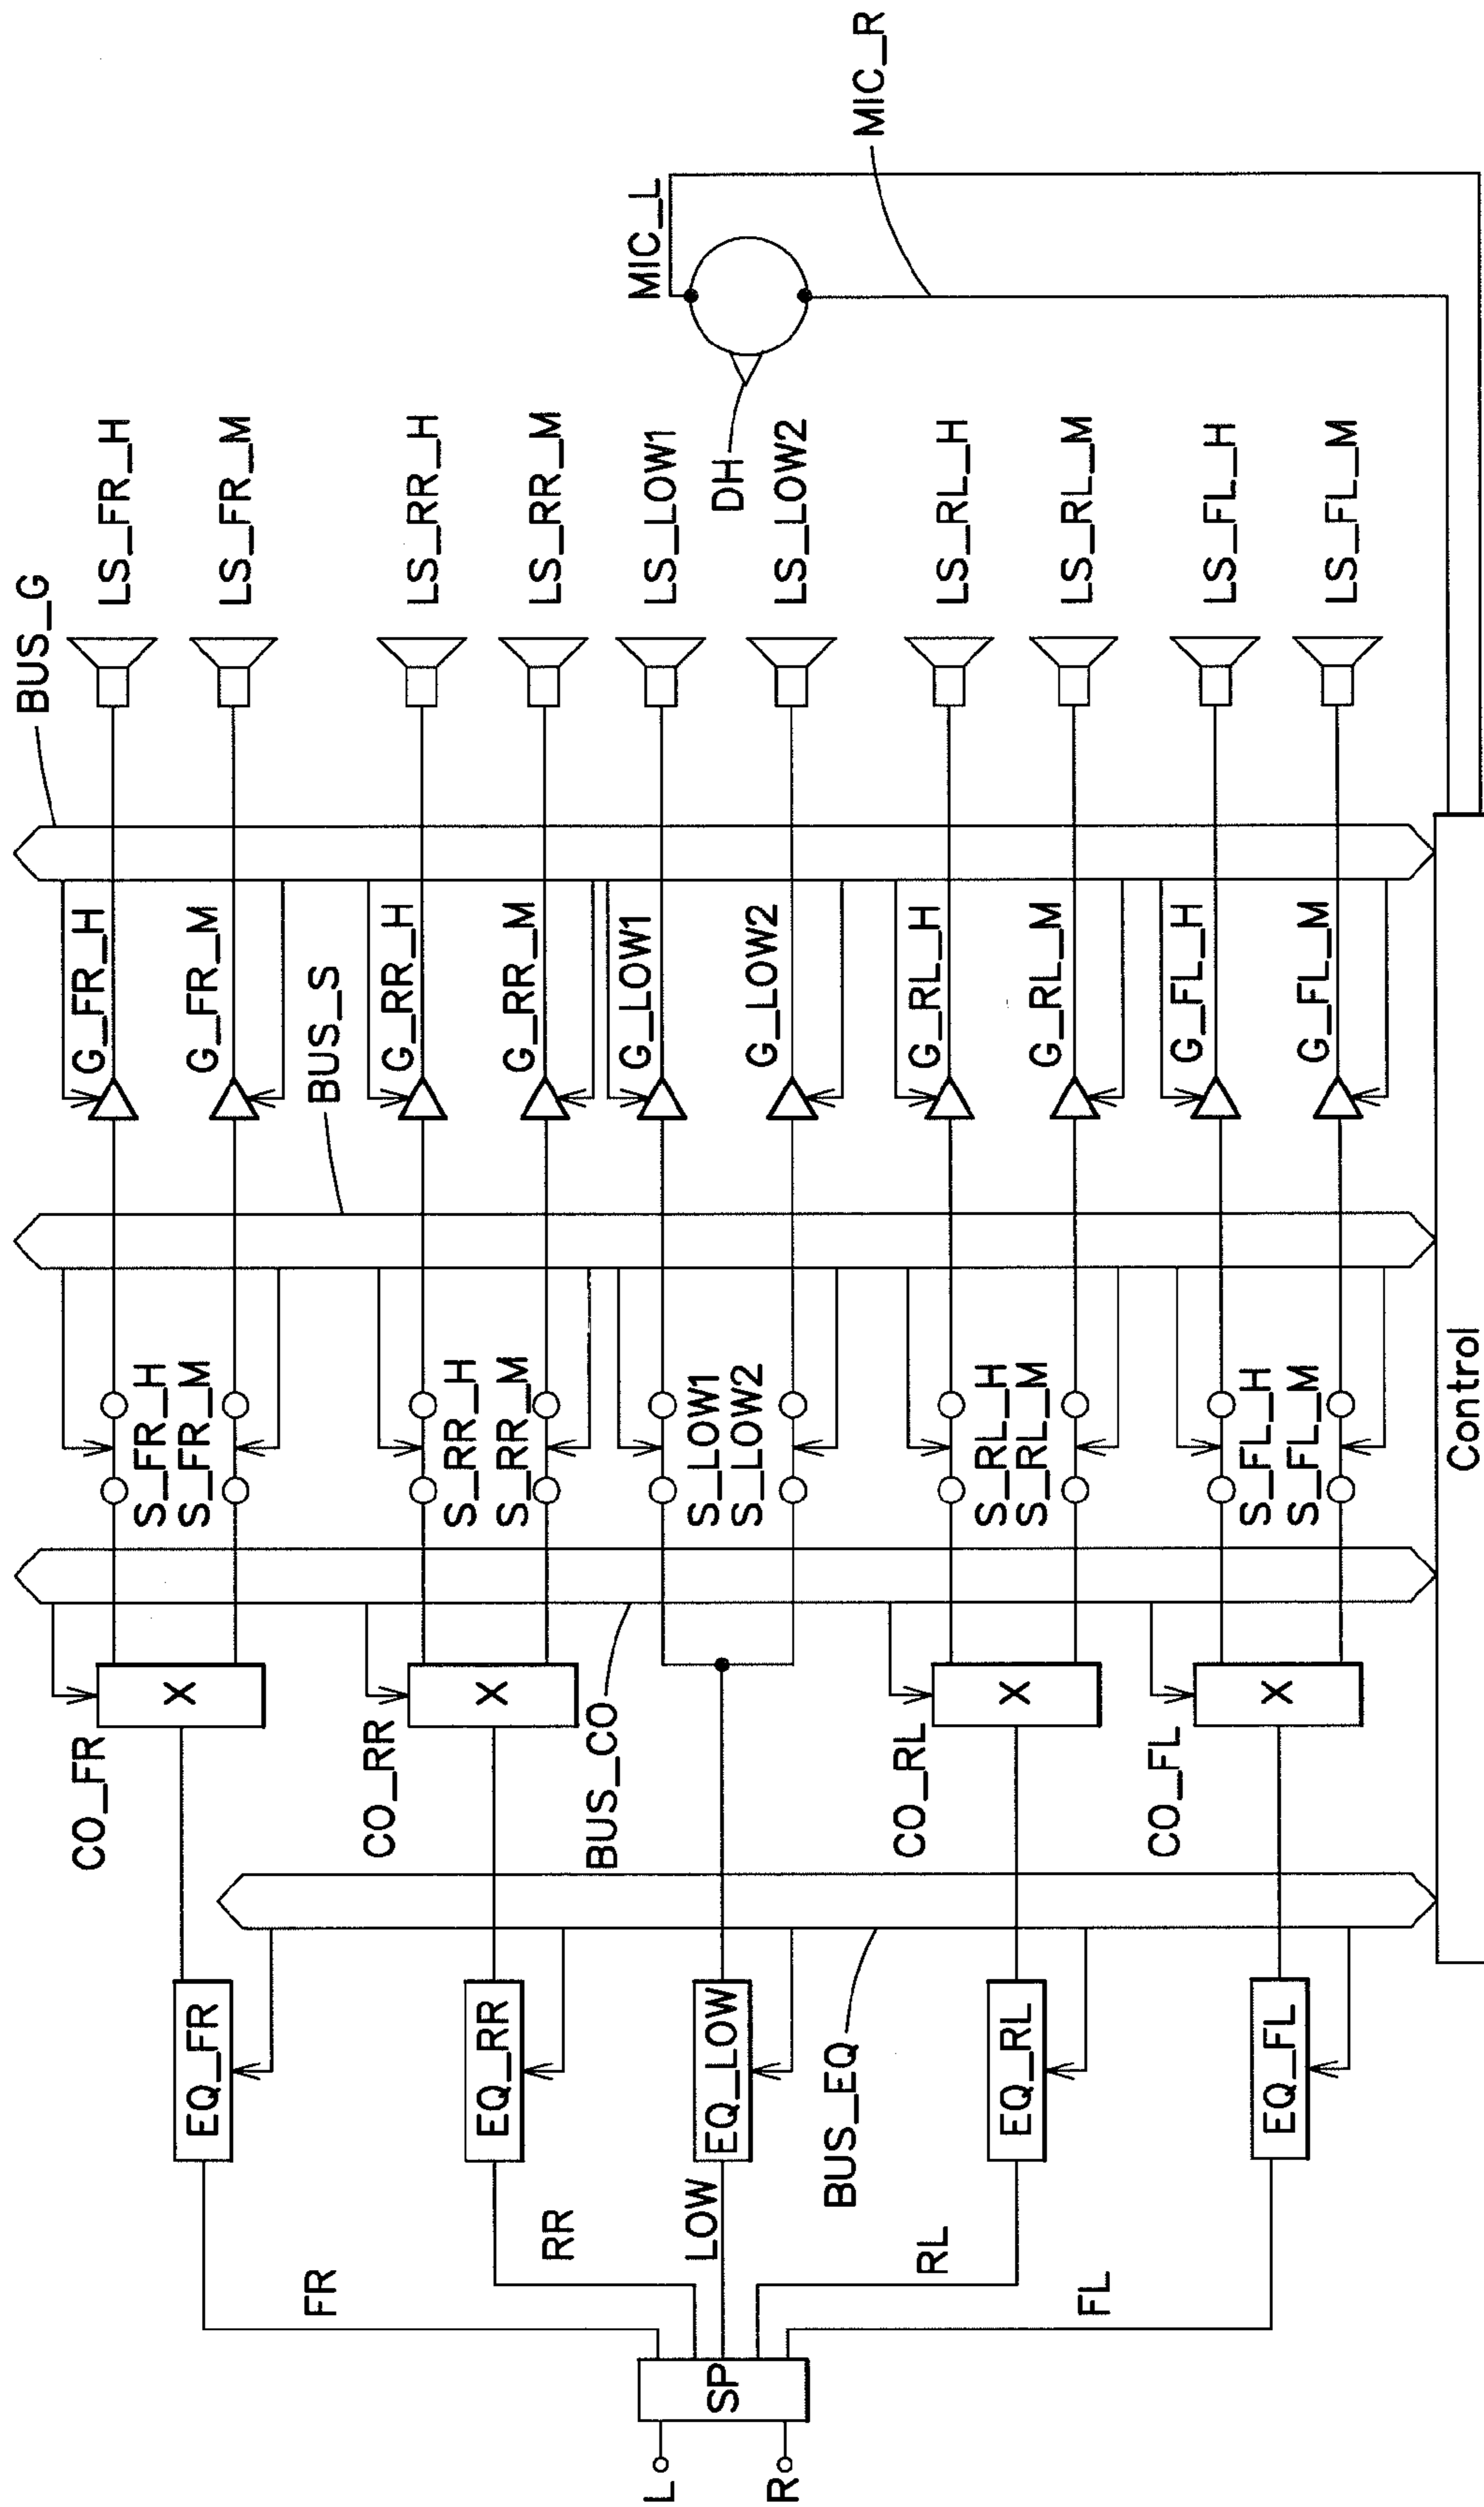 L
R
SP
FR
RR
LOW
RL
FL
EQ_FR
EQ_RR
EQ_LOW
EQ_RL
EQ_FL
BUS_EQ
CO_FR
CO_RR
CO_RL
CO_FL
X
X
X
X
BUS_CO
S_FR_H
S_FR_M
S_RR_H
S_RR_M
S_LOW1
S_LOW2
S_RL_H
S_RL_M
S_FL_H
S_FL_M
BUS_S
G_FR_H
G_FR_M
G_RR_H
G_RR_M
G_LOW1
G_LOW2
G_RL_H
G_RL_M
G_FL_H
G_FL_M
BUS_G
LS_FR_H
LS_FR_M
LS_RR_H
LS_RR_M
LS_LOW1
LS_LOW2
LS_RL_H
LS_RL_M
LS_FL_H
LS_FL_M
DH
MIC_L
MIC_R
Control